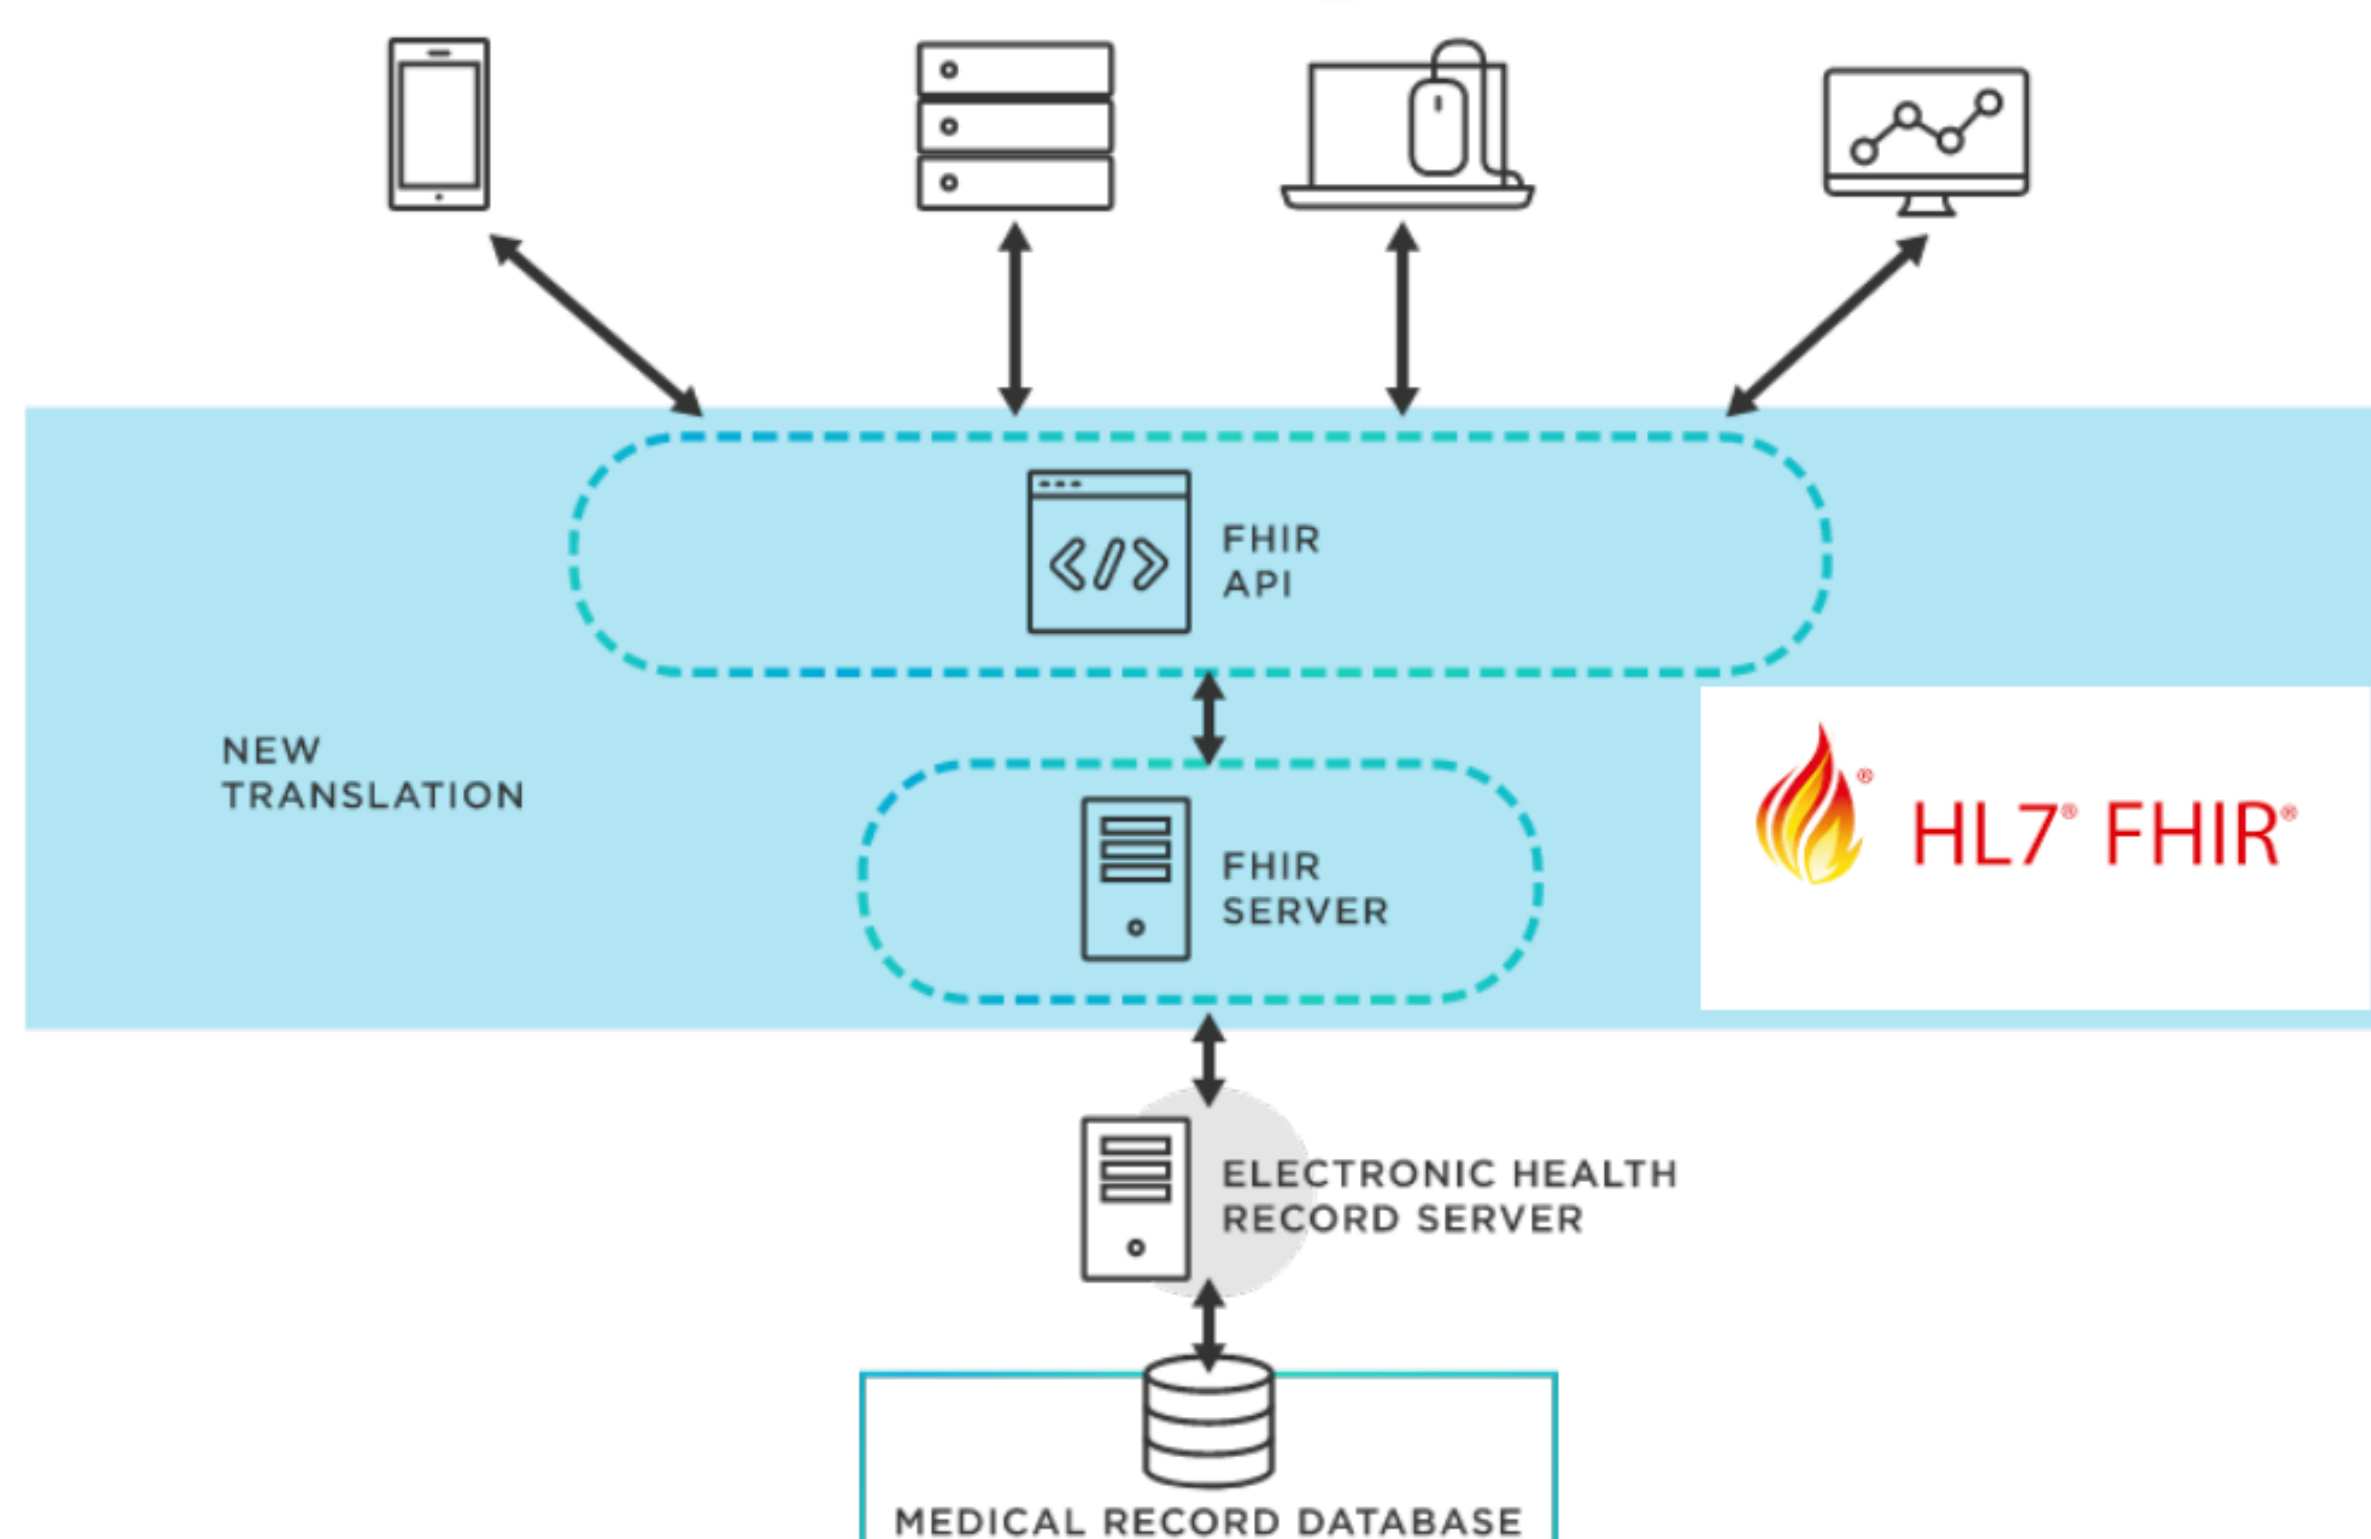 FHIR
API
NEW
TRANSLATION
®
HL7® FHIR®
FHIR
SERVER
ELECTRONIC HEALTH
RECORD SERVER
MEDICAL RECORD DATABASE